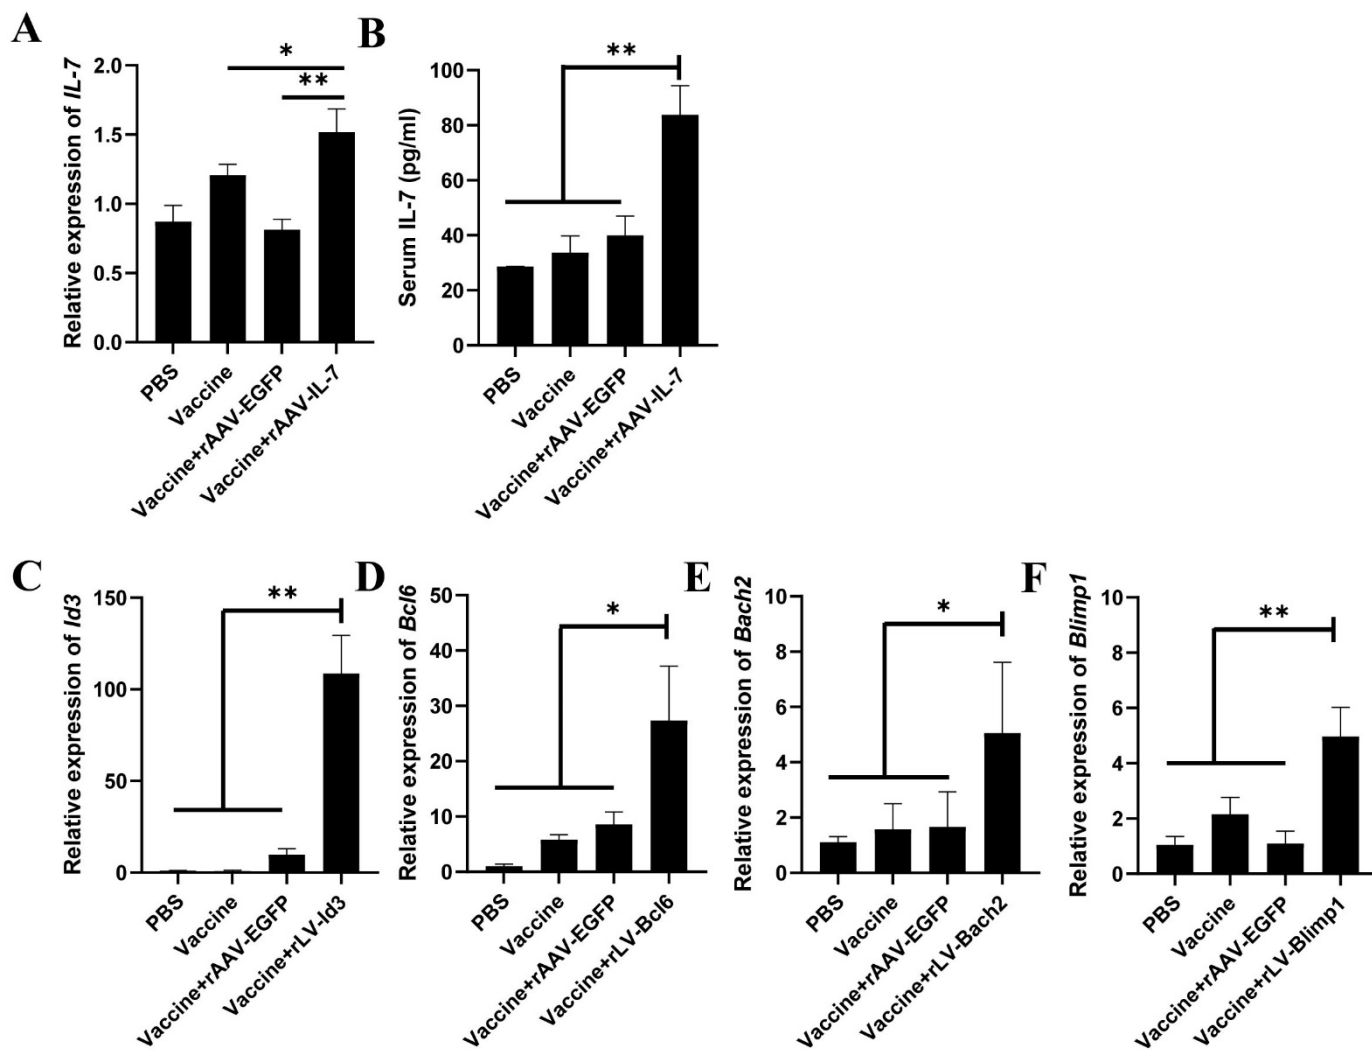 A
Relative expression of IL-7
2.0
1.5
1.0
0.5
0.0
*
**
PBS
Vaccine
Vaccine+rAAV-EGFP
Vaccine+rAAV-IL-7
B
Serum IL-7 (pg/ml)
100
80
60
40
20
0
**
PBS
Vaccine
Vaccine+rAAV-EGFP
Vaccine+rAAV-IL-7
C
Relative expression of Id3
150
100
50
0
**
PBS
Vaccine
Vaccine+rAAV-EGFP
Vaccine+rLV-Id3
D
Relative expression of Bcl6
50
40
30
20
10
0
*
PBS
Vaccine
Vaccine+rAAV-EGFP
Vaccine+rLV-Bcl6
E
Relative expression of Bach2
10
8
6
4
2
0
*
PBS
Vaccine
Vaccine+rAAV-EGFP
Vaccine+rLV-Bach2
F
Relative expression of Blimp1
10
8
6
4
2
0
**
PBS
Vaccine
Vaccine+rAAV-EGFP
Vaccine+rLV-Blimp1